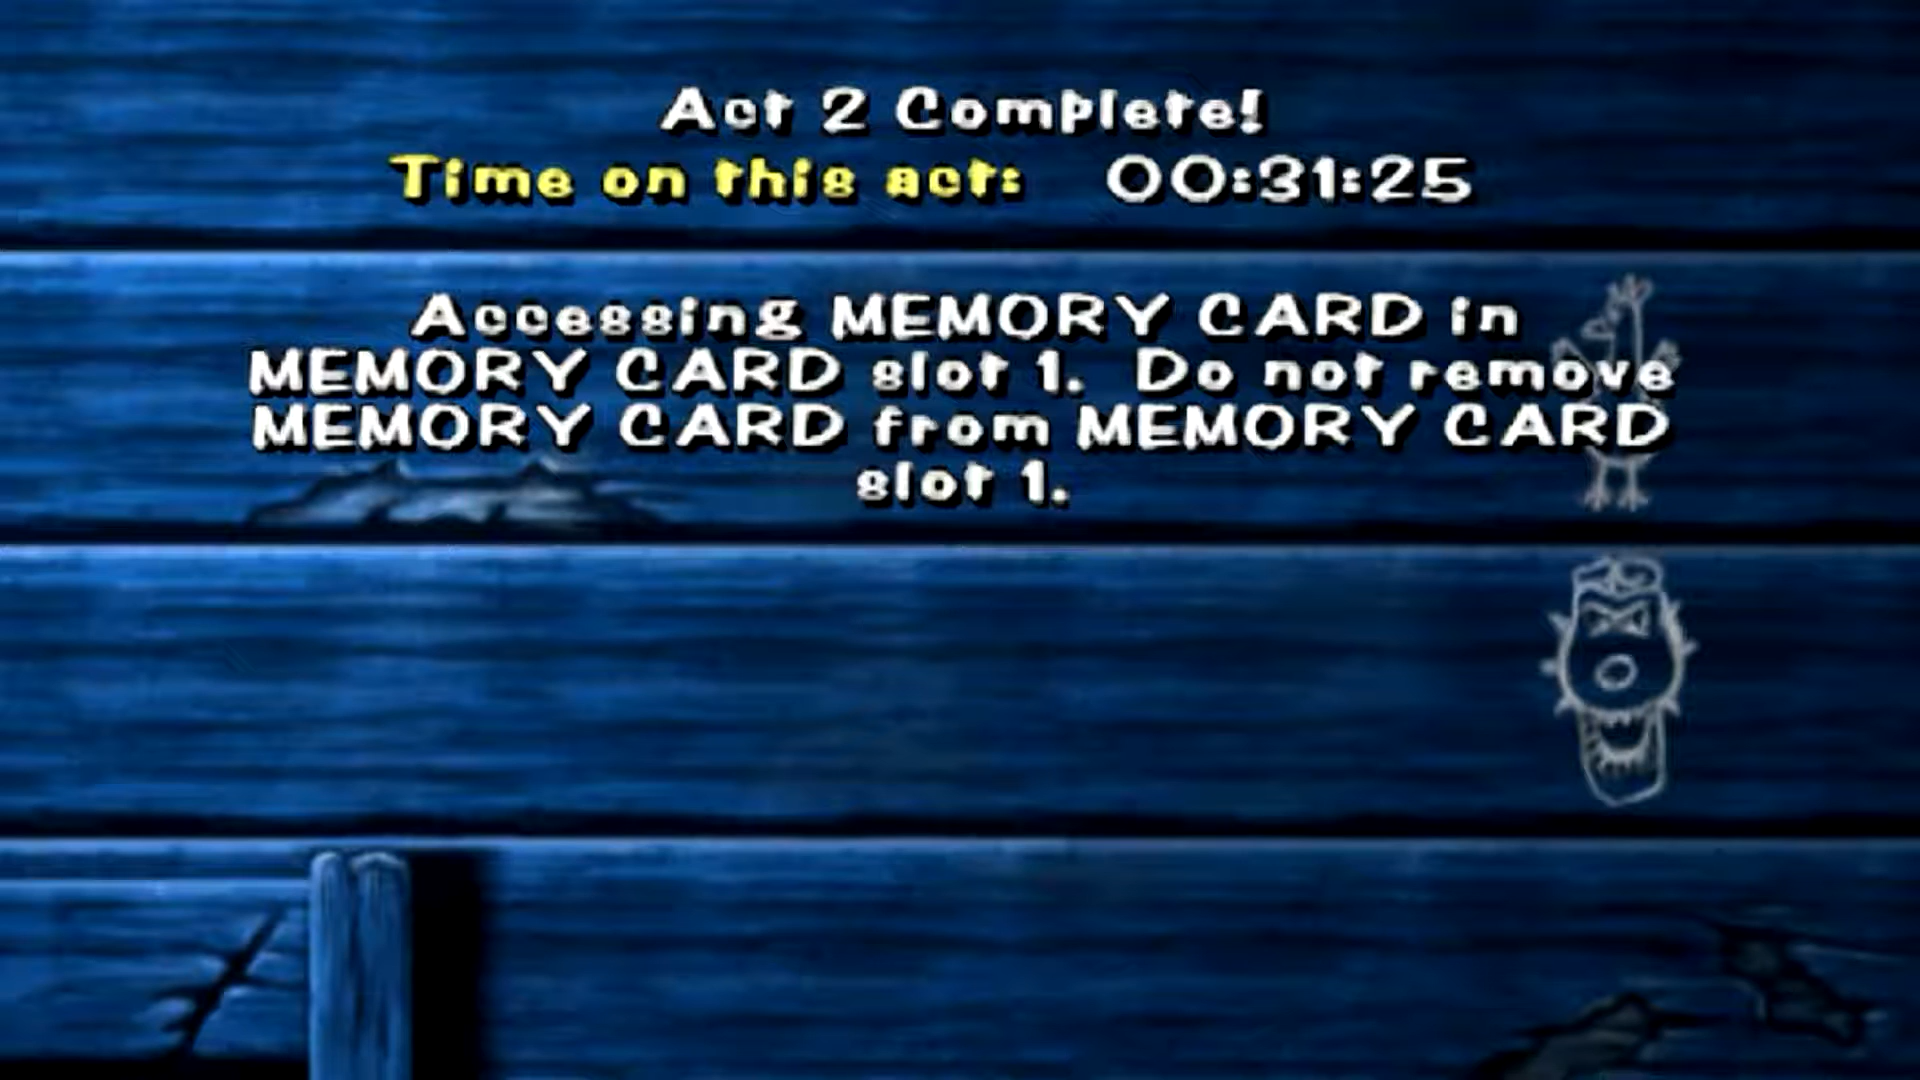 Act 2 Complete!
Time on this act: 00:31:25
Accessing MEMORY CARD in
MEMORY CARD slot 1. Do not remove
MEMORY CARD from MEMORY CARD
slot 1.